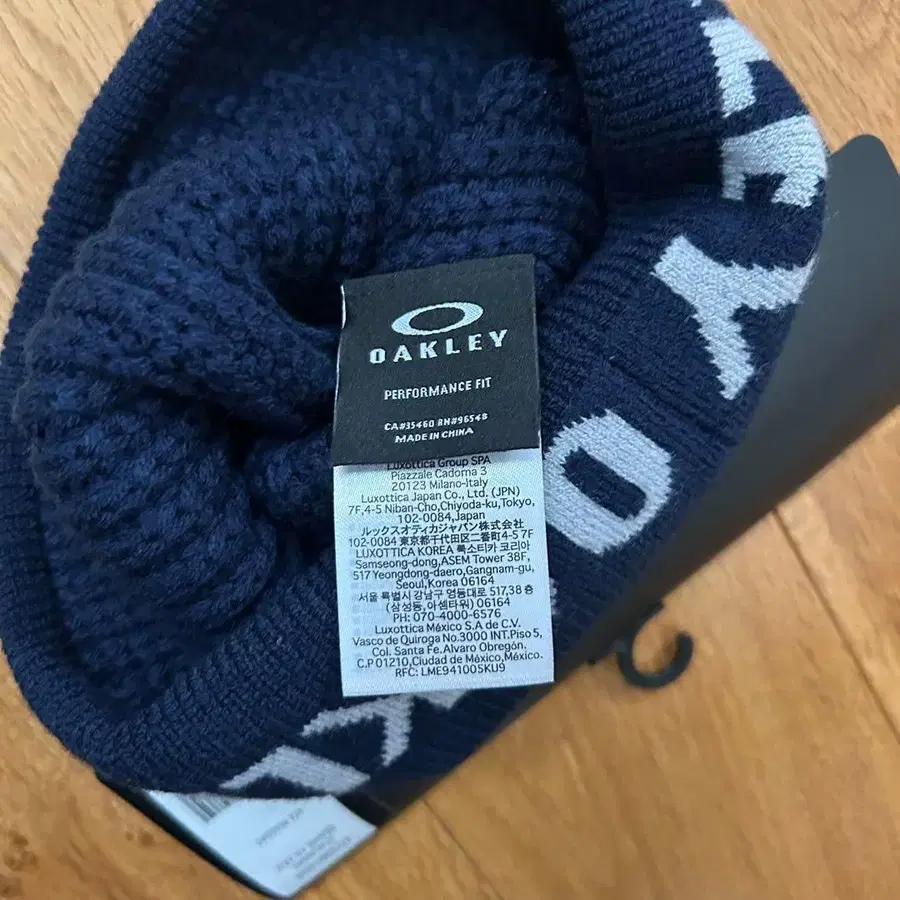 LEY
O
OAKLEY
PERFORMANCE FIT
CA#35460 RN#96548
MADE IN CHINA
Luxottica Group SPA
Piazzale Cadorna 3
20123 Milano-Italy
Luxottica Japan Co., Ltd. (JPN)
7F,4-5 Niban-Cho,Chiyoda-ku,Tokyo,
102-0084,Japan
ルックスオティカジャパン株式会社
102-0084 東京都千代田区二番町4-5 7F
LUXOTTICA KOREA 룩소티카 코리아
Samseong-dong,ASEM Tower 38F,
517 Yeongdong-daero,Gangnam-gu,
Seoul,Korea 06164
서울 특별시 강남구 영동대로 517,38 층
(삼성동,아셈타워) 06164
PH: 070-4000-6576
Luxottica México S.A de C.V.
Vasco de Quiroga No.3000 INT.Piso 5,
Col. Santa Fe.Alvaro Obregon.
C.P 01210,Ciudad de México,México.
RFC: LME941005KU9